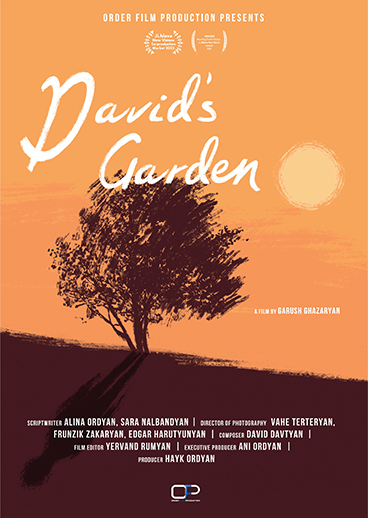 ORDER FILM PRODUCTION PRESENTS
David's
Garden
A FILM BY GARUSH GHAZARYAN
SCRIPTWRITER ALINA ORDYAN, SARA NALBANDYAN | DIRECTOR OF PHOTOGRAPHY VAHE TERTERYAN,
FRUNZIK ZAKARYAN, EDGAR HARUTYUNYAN | COMPOSER DAVID DAVTYAN |
FILM EDITOR YERVAND RUMYAN | EXECUTIVE PRODUCER ANI ORDYAN |
PRODUCER HAYK ORDYAN